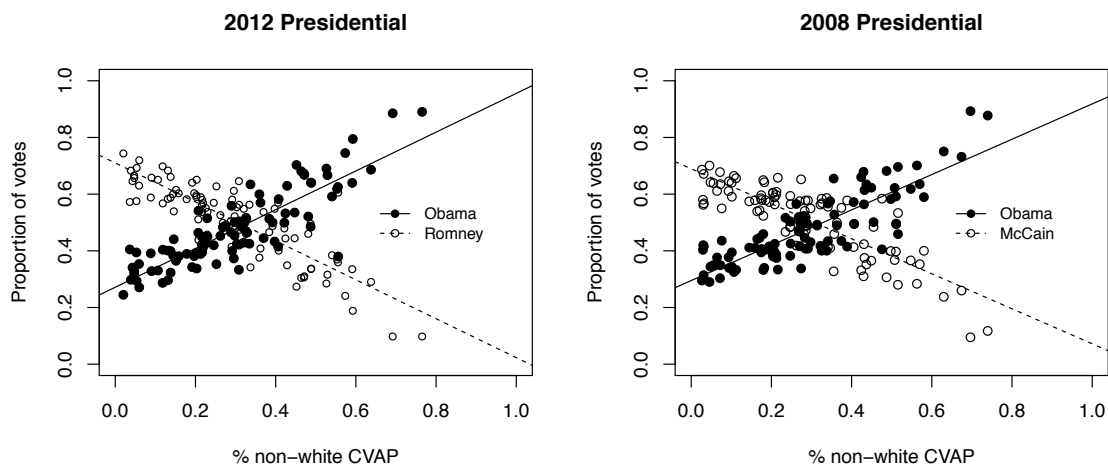 2012 Presidential
Proportion of votes
1.0
0.8
0.6
0.4
0.2
0.0
Obama
Romney
0.0 0.2 0.4 0.6 0.8 1.0
% non−white CVAP
2008 Presidential
Proportion of votes
1.0
0.8
0.6
0.4
0.2
0.0
Obama
McCain
0.0 0.2 0.4 0.6 0.8 1.0
% non−white CVAP